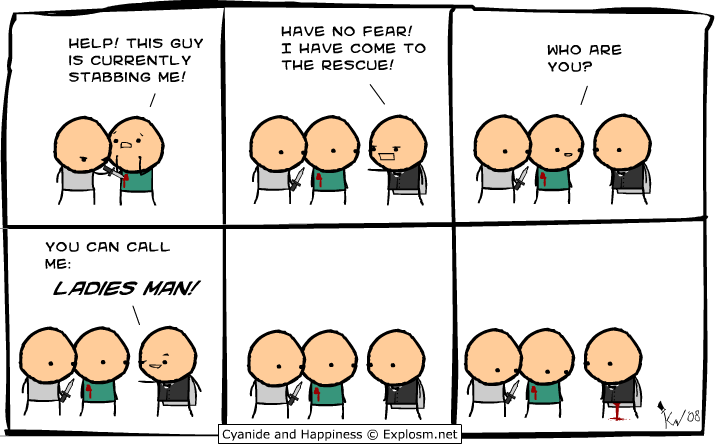 HELP! THIS GUY
IS CURRENTLY
STABBING ME!
HAVE NO FEAR!
I HAVE COME TO
THE RESCUE!
WHO ARE
YOU?
YOU CAN CALL
ME:
LADIES MAN!
KW '08
Cyanide and Happiness © Explosm.net